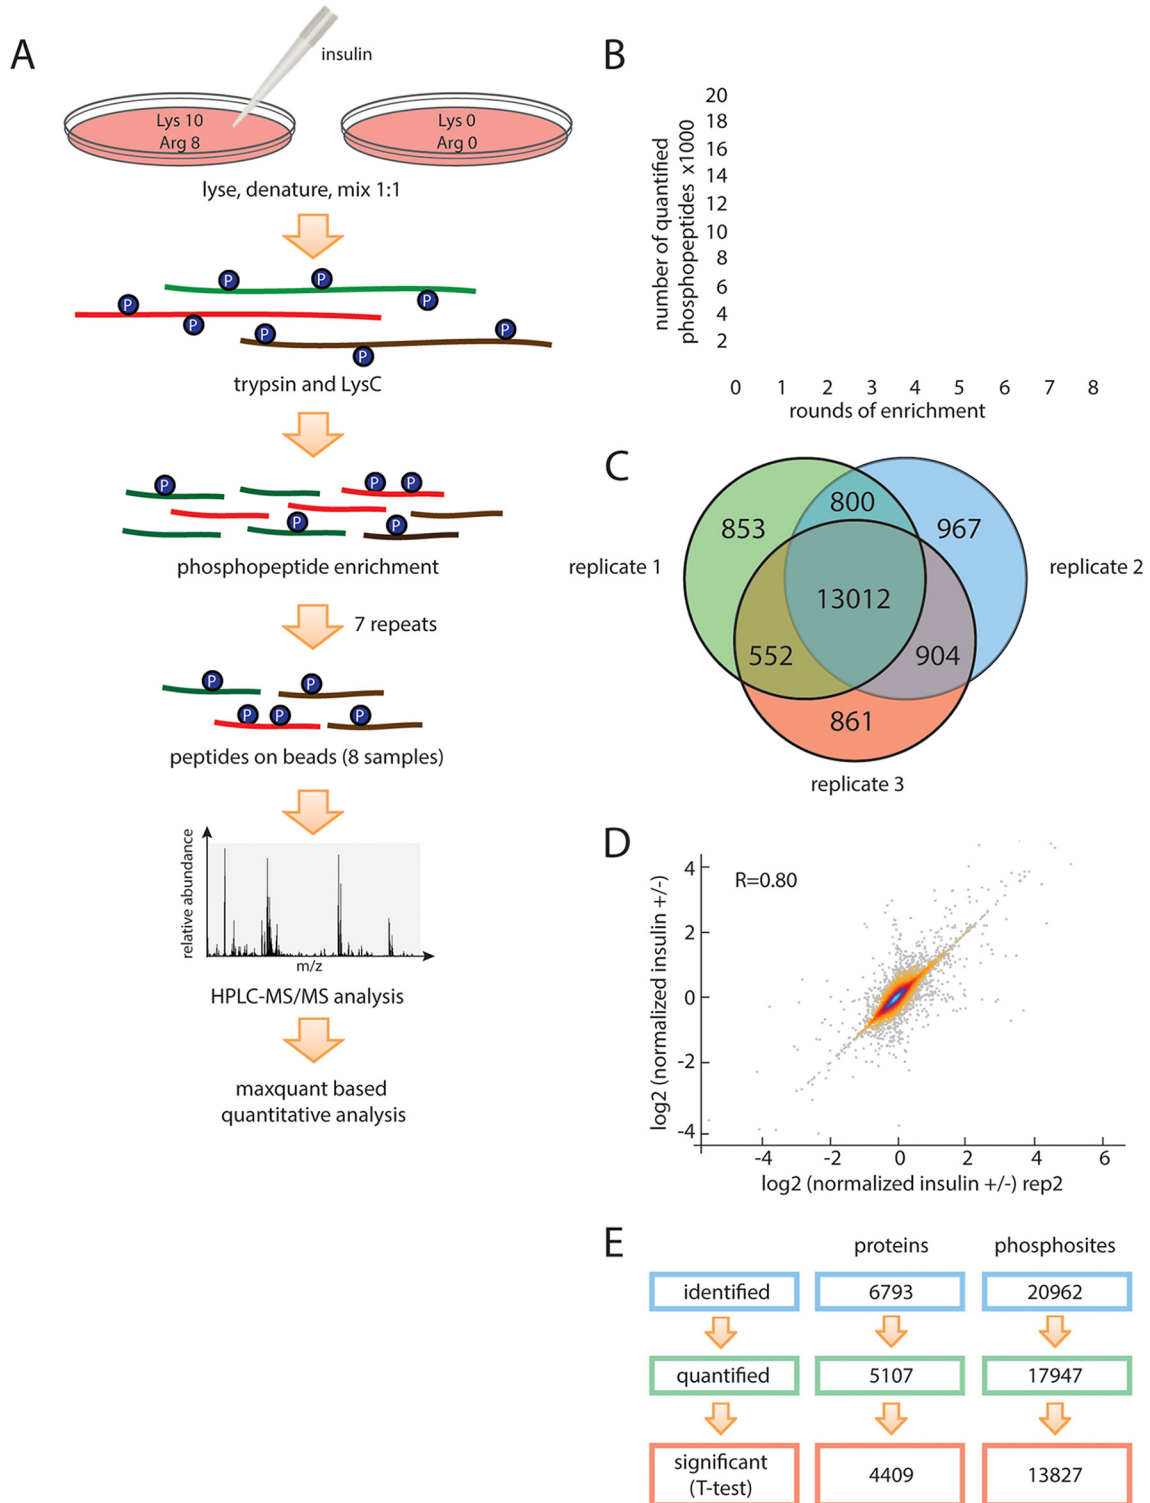 A
insulin
Lys 10
Arg 8
Lys 0
Arg 0
lyse, denature, mix 1:1
P
P
P
P
P
P
P
P
trypsin and LysC
P
P
P
P
P
phosphopeptide enrichment
7 repeats
P
P
P
P
P
peptides on beads (8 samples)
relative abundance
m/z
HPLC-MS/MS analysis
maxquant based
quantitative analysis
B
number of quantified
phosphopeptides x1000
20
18
16
14
12
10
8
6
4
2
0 1 2 3 4 5 6 7 8
rounds of enrichment
C
853
800
967
replicate 1
replicate 2
13012
552
904
861
replicate 3
D
log2 (normalized insulin +/-)
R=0.80
4
2
0
-2
-4
-4 -2 0 2 4 6
log2 (normalized insulin +/-) rep2
E
proteins phosphosites
identified 6793 20962
quantified 5107 17947
significant
(T-test)
4409 13827